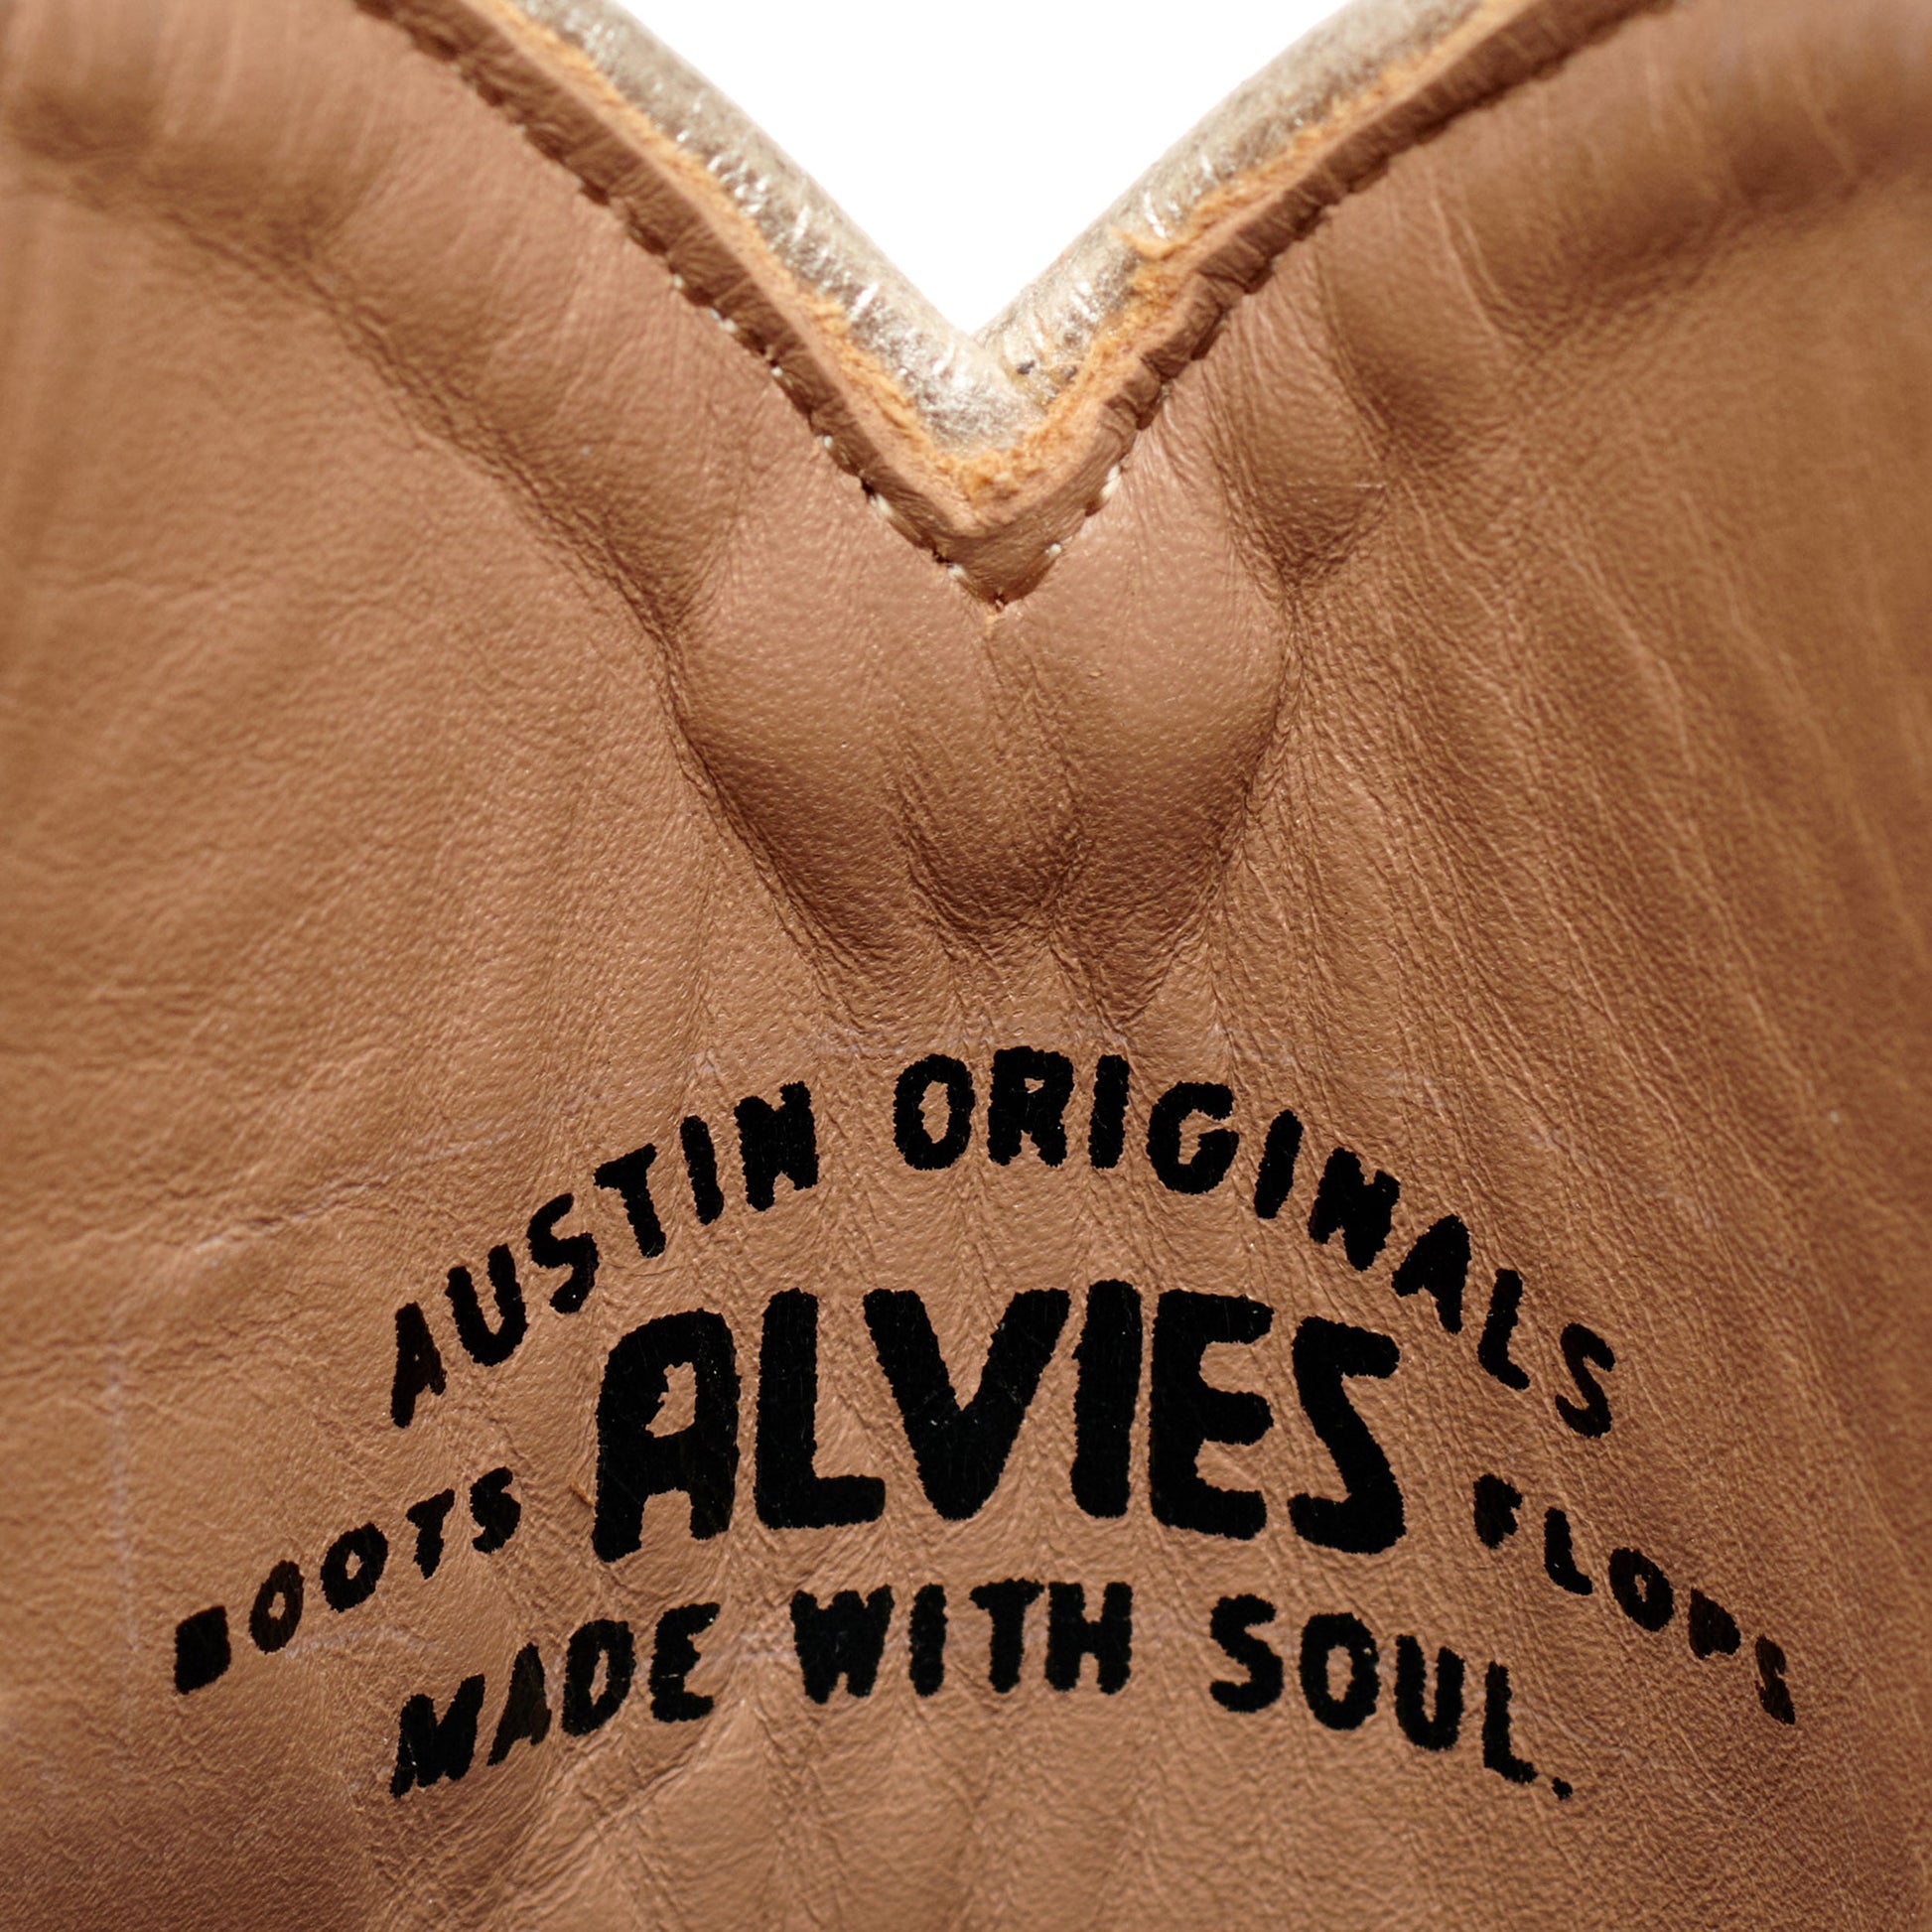 AUSTIN ORIGINALS
BOOTS ALVIES FLOPS
MADE WITH SOUL.